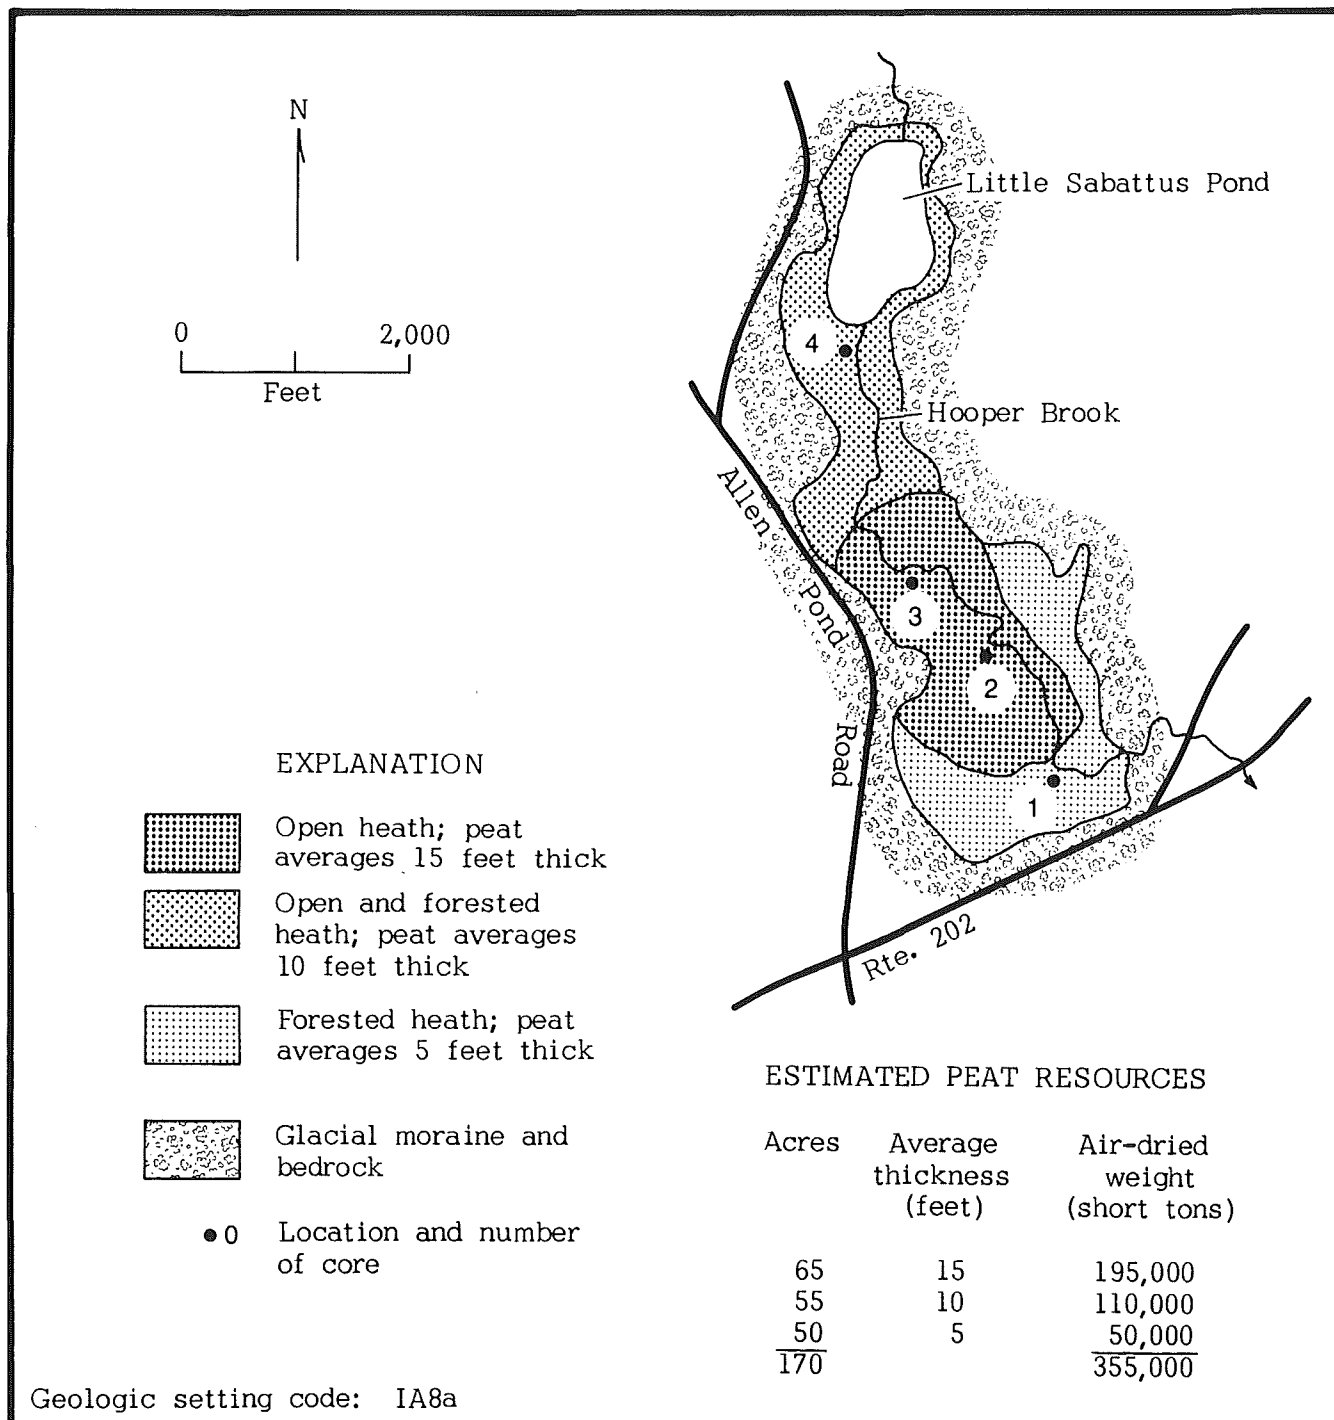 N
0 2,000
Feet
Little Sabattus Pond
4
Hooper Brook
Allen Pond Road
3
2
1
Rte. 202
EXPLANATION
Open heath; peat
averages 15 feet thick
Open and forested
heath; peat averages
10 feet thick
Forested heath; peat
averages 5 feet thick
Glacial moraine and
bedrock
0 Location and number
of core
ESTIMATED PEAT RESOURCES
Acres Average Air-dried
thickness weight
(feet) (short tons)
65 15 195,000
55 10 110,000
50 5 50,000
170 355,000
Geologic setting code: IA8a